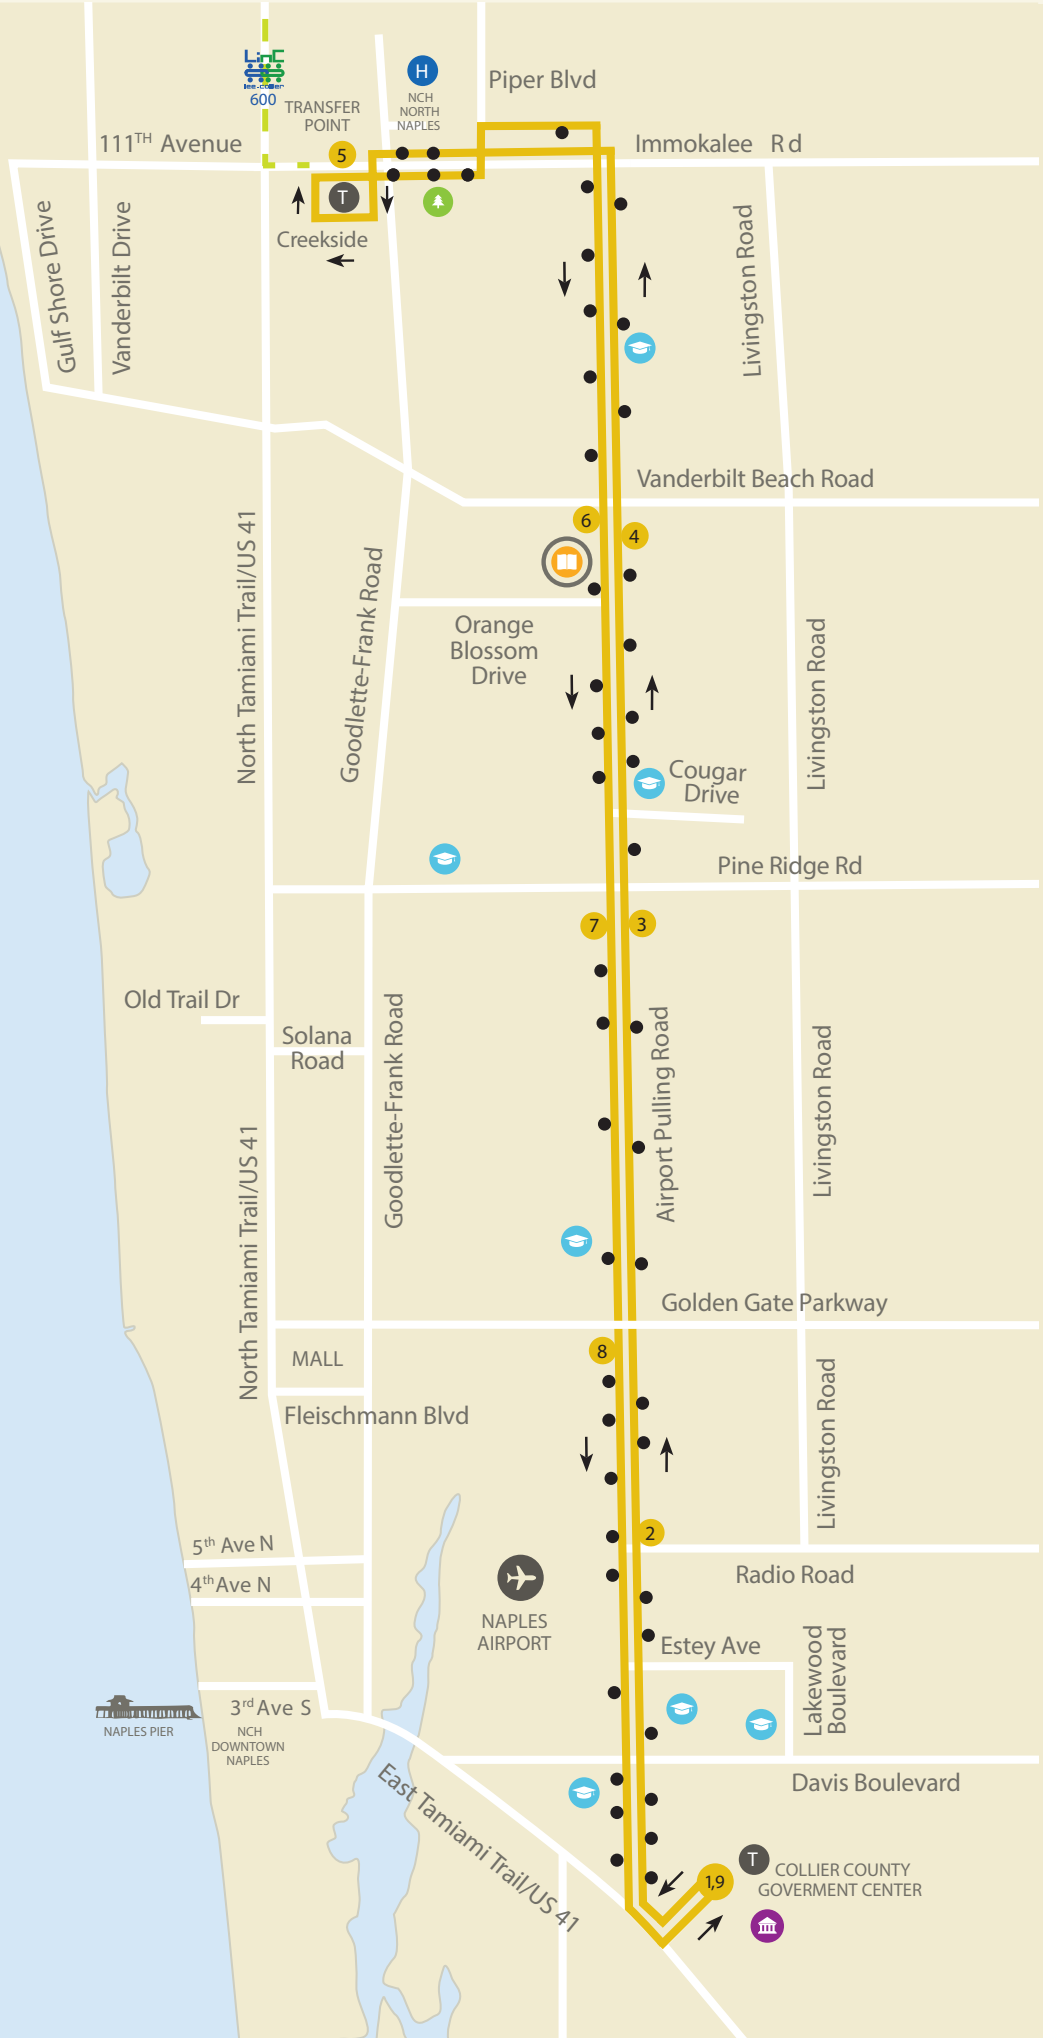 LinC
lee-collier
600
H
NCH
NORTH
NAPLES
Piper Blvd
TRANSFER
POINT
111TH Avenue
5
Immokalee Rd
T
Creekside
Gulf Shore Drive
Vanderbilt Drive
Livingston Road
Vanderbilt Beach Road
6
4
North Tamiami Trail/US 41
Goodlette-Frank Road
Orange
Blossom
Drive
Livingston Road
Cougar
Drive
Pine Ridge Rd
7
3
Old Trail Dr
Solana
Road
Goodlette-Frank Road
Airport Pulling Road
Livingston Road
North Tamiami Trail/US 41
Golden Gate Parkway
8
MALL
Fleischmann Blvd
Livingston Road
2
5th Ave N
4th Ave N
Radio Road
NAPLES
AIRPORT
Estey Ave
Lakewood
Boulevard
3rd Ave S
NAPLES PIER
NCH
DOWNTOWN
NAPLES
Davis Boulevard
East Tamiami Trail/US 41
T
1,9
COLLIER COUNTY
GOVERMENT CENTER